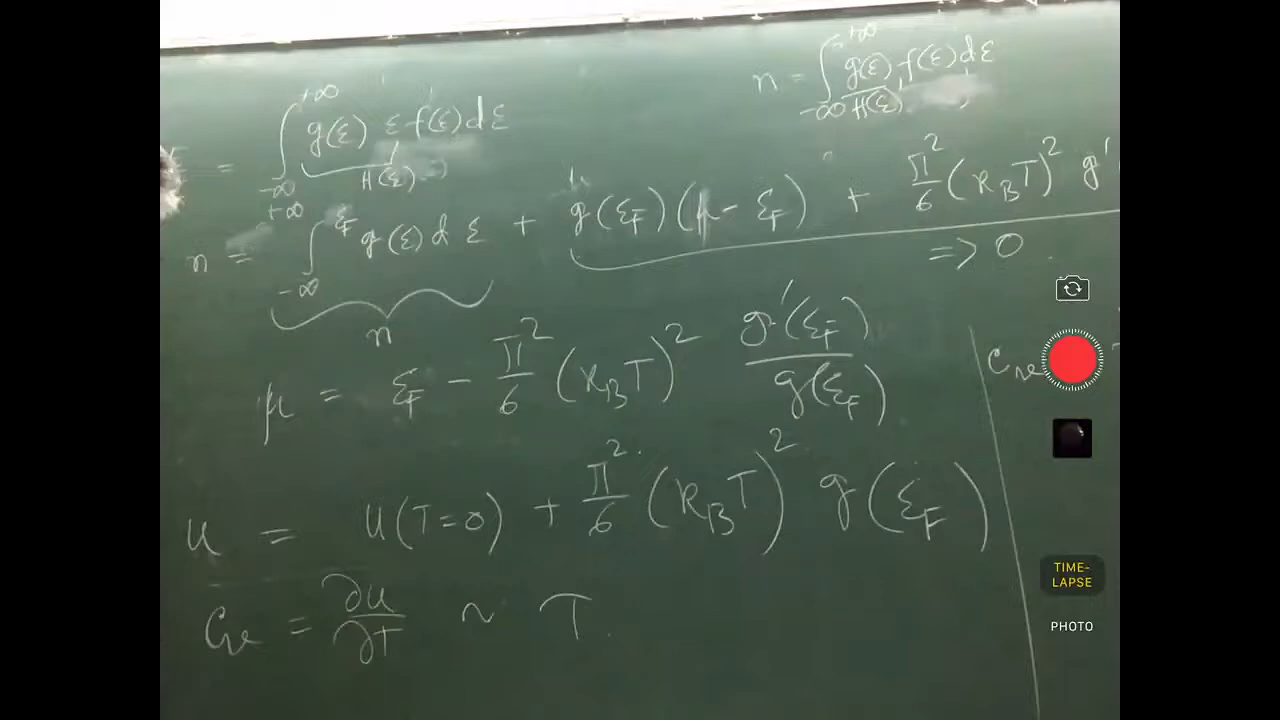 = ∫_{-∞}^{+∞} g(ε) ε f(ε) dε
H(ε)
n = ∫_{-∞}^{+∞} g(ε) f(ε) dε
H(ε)
+∞
n = ∫_{-∞}^{ε_F} g(ε) d ε + g(ε_F)(μ - ε_F) + π²/6 (k_B T)² g'
n
=> 0
μ = ε_F - π²/6 (k_B T)² g'(ε_F)/g(ε_F)
u = u(T=0) + π²/6 (k_B T)² g(ε_F)
C_v = ∂u/∂T ~ T.
C_v
TIME-
LAPSE
PHOTO